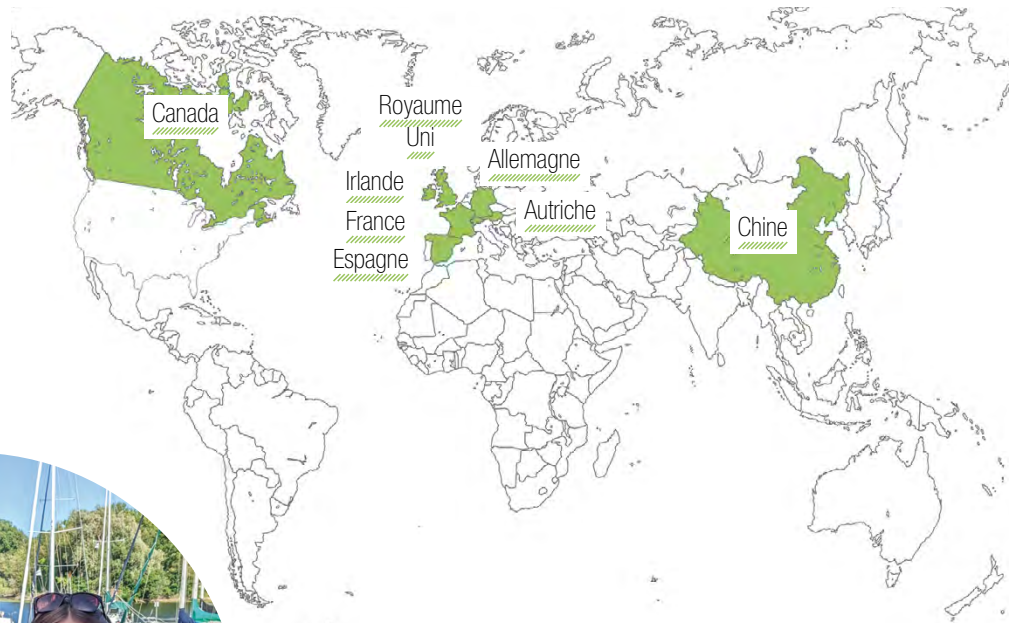 Canada
Royaume
Uni
Allemagne
Irlande
Autriche
France
Chine
Espagne